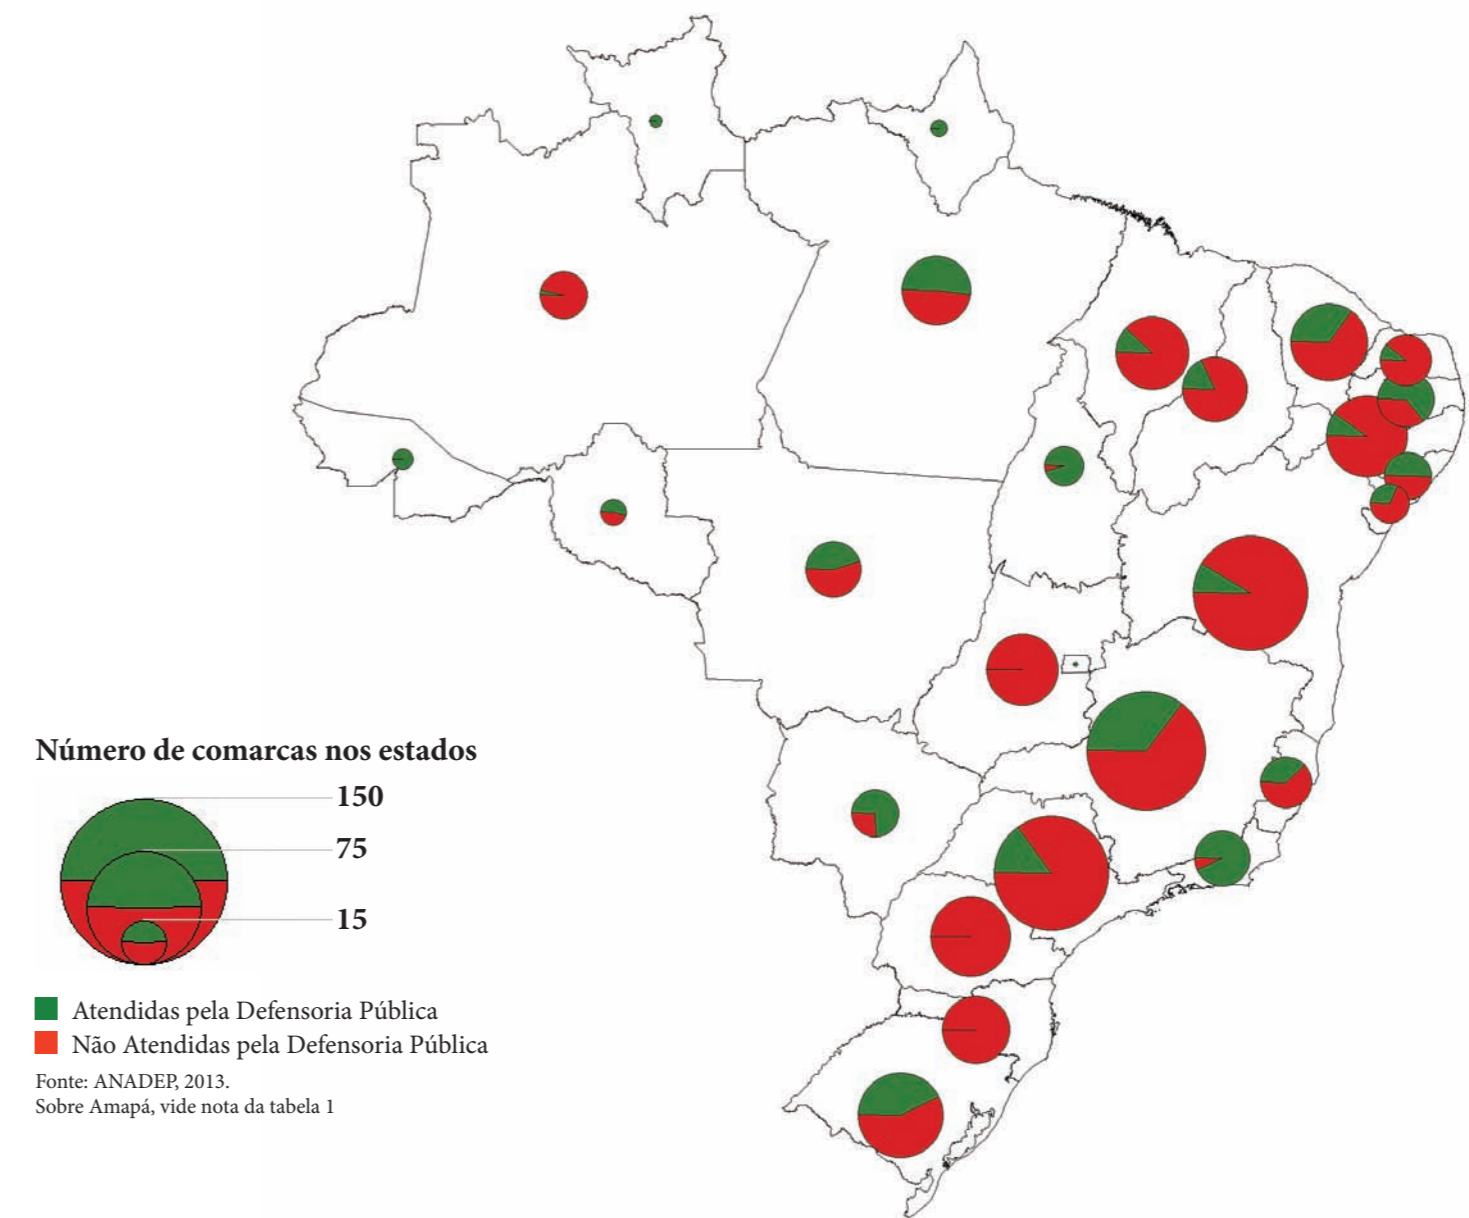 Número de comarcas nos estados
150
75
15
Atendidas pela Defensoria Pública
Não Atendidas pela Defensoria Pública
Fonte: ANADEP, 2013.
Sobre Amapá, vide nota da tabela 1